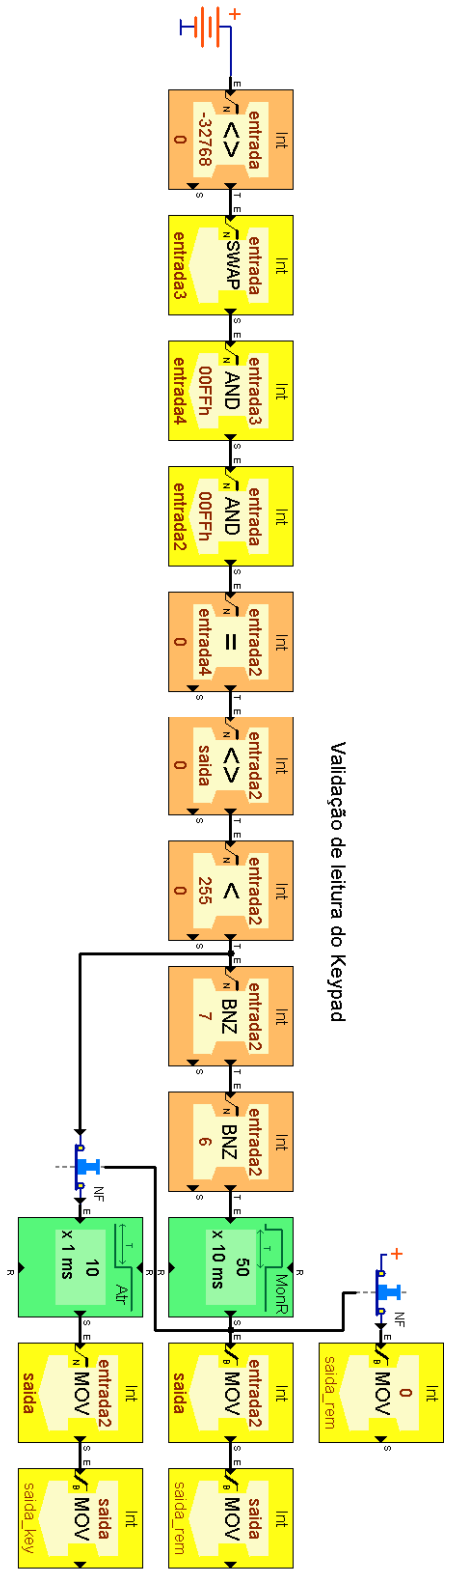 Int
+
NF
E
0
MOV
B
saida_rem
S
Validação de leitura do Keypad
+
Int
E
entrada
<>
N
-32768
0
T
S
Int
E
entrada
SWAP
N
entrada3
S
Int
E
entrada3
AND
N
00FFh
entrada4
S
Int
E
entrada
AND
N
00FFh
entrada2
S
Int
E
entrada2
=
N
entrada4
0
T
S
Int
E
entrada2
<>
N
saida
0
T
S
Int
E
entrada2
<
N
255
0
T
S
Int
E
entrada2
BNZ
N
7
T
S
Int
E
entrada2
BNZ
N
6
T
S
R
MonR
T
E
50
x 10 ms
S
R
Int
E
entrada2
MOV
B
saida
S
Int
E
saida
MOV
B
saida_rem
NF
R
Atr
T
E
10
x 1 ms
S
R
Int
E
entrada2
MOV
N
saida
S
Int
E
saida
MOV
B
saida_key